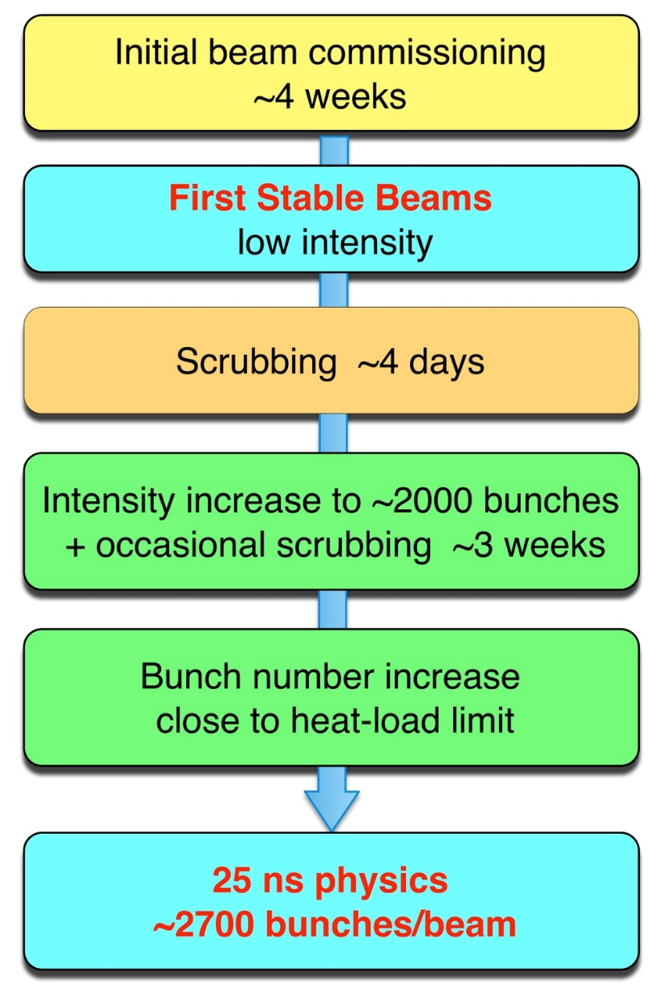 Initial beam commissioning
~4 weeks
First Stable Beams
low intensity
Scrubbing ~4 days
Intensity increase to ~2000 bunches
+ occasional scrubbing ~3 weeks
Bunch number increase
close to heat-load limit
25 ns physics
~2700 bunches/beam